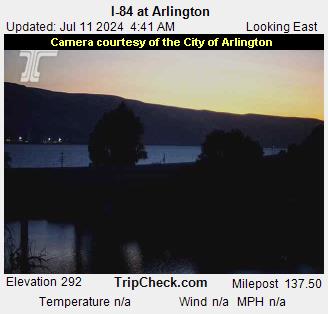 I-84 at Arlington
Updated: Jul 11 2024 4:41 AM Looking East
Camera courtesy of the City of Arlington
Elevation 292 TripCheck.com Milepost 137.50
Temperature n/a Wind n/a MPH n/a